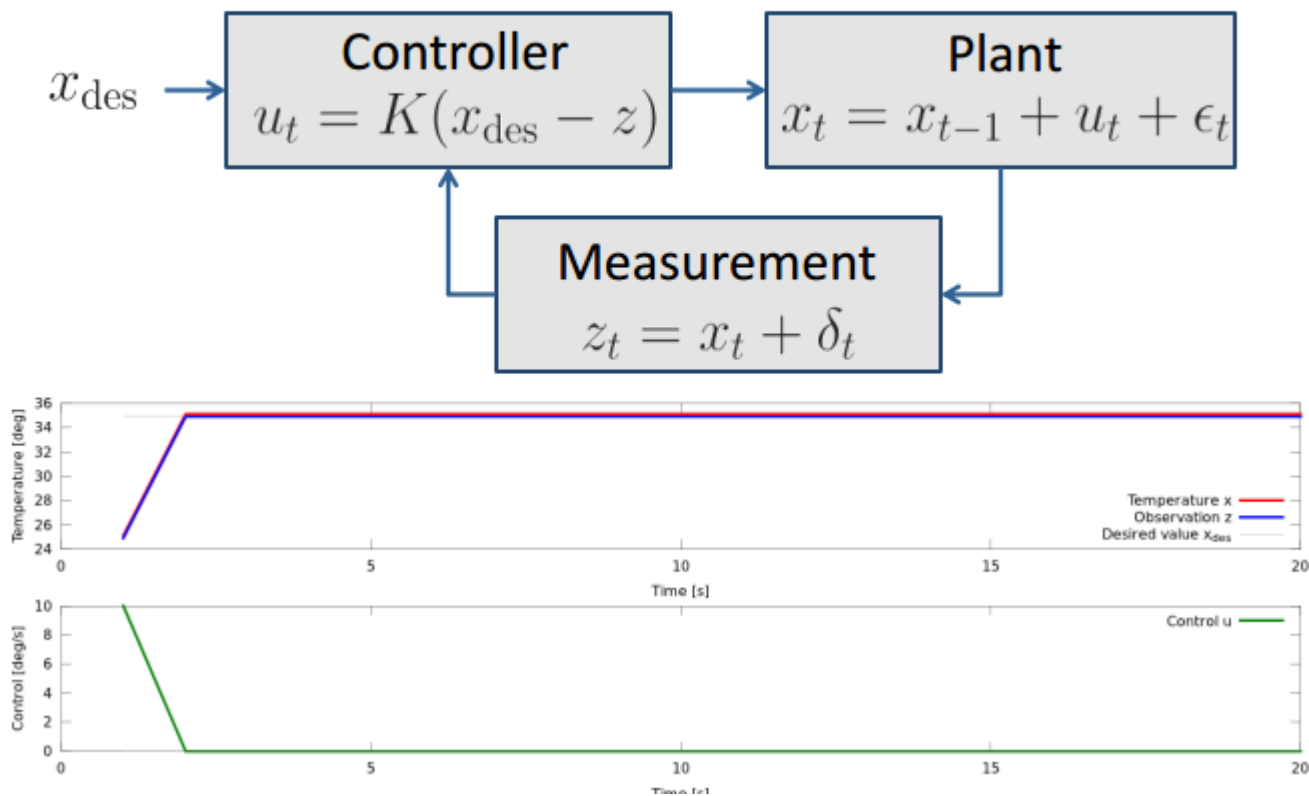 Controller
Plant
x_des
u_t = K(x_des − z)
x_t = x_{t−1} + u_t + ϵ_t
Measurement
z_t = x_t + δ_t
Temperature [deg]
36
34
32
30
28
26
24
Temperature x
Observation z
Desired value x_des
0
5
10
15
20
Time [s]
Control [deg/s]
10
8
6
4
2
0
Control u
0
5
10
15
20
Time [s]